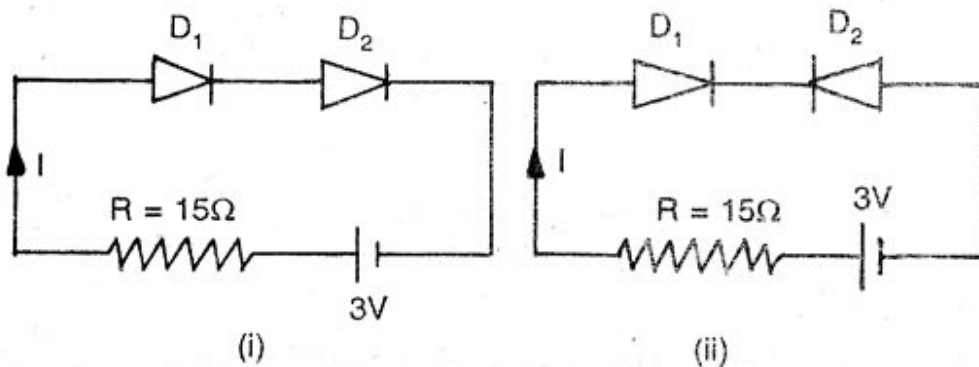 D₁ D₂
I
R = 15Ω
3V
(i)
D₁ D₂
I
R = 15Ω
3V
(ii)